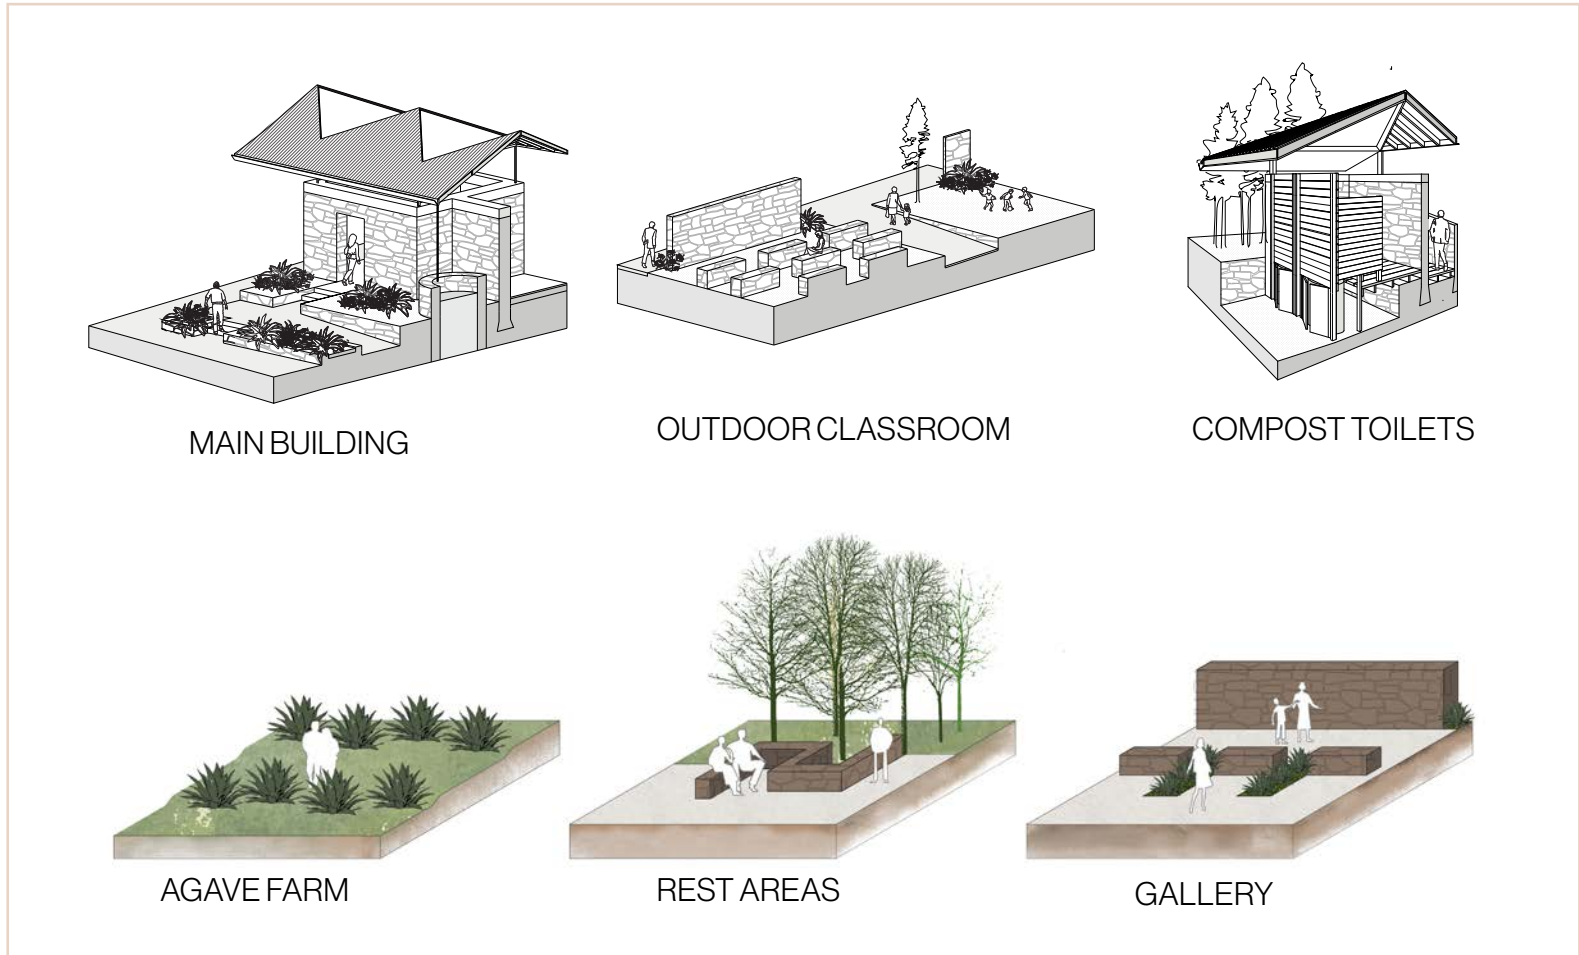 MAIN BUILDING
OUTDOOR CLASSROOM
COMPOST TOILETS
AGAVE FARM
REST AREAS
GALLERY